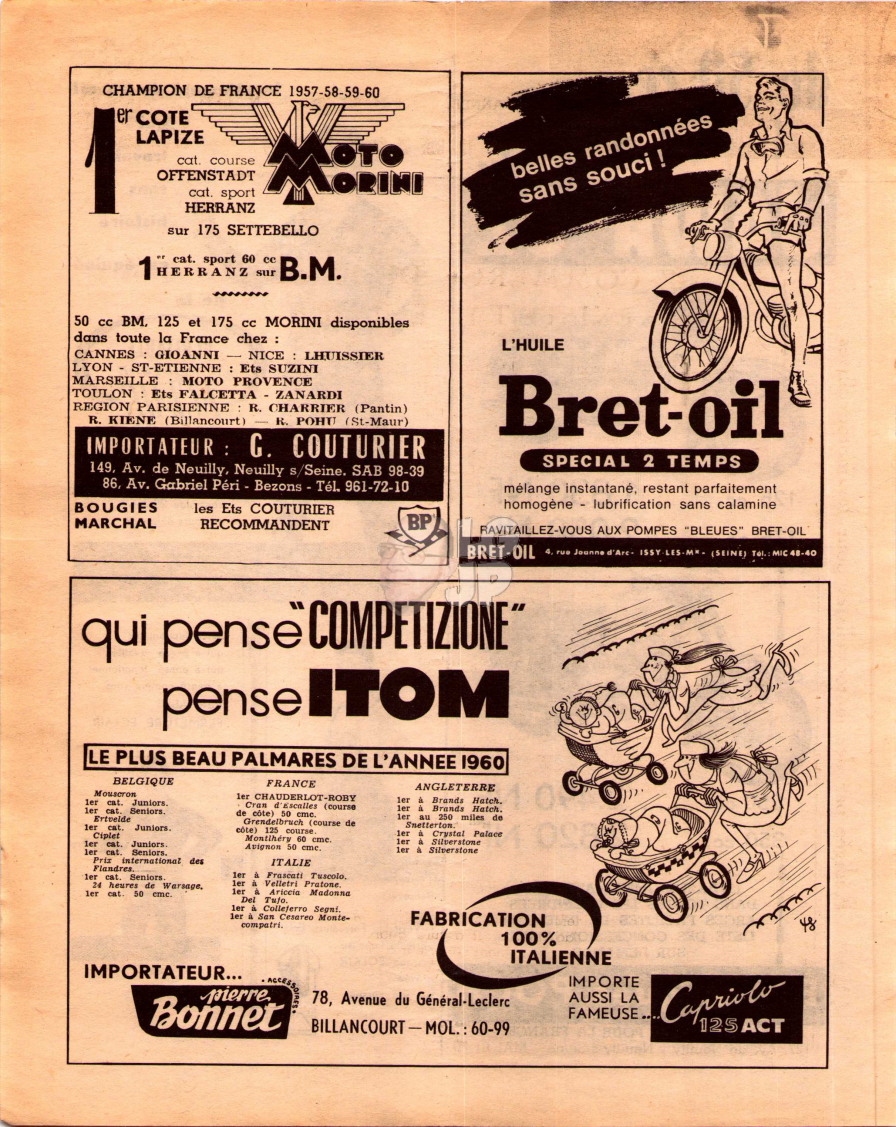 CHAMPION DE FRANCE 1957-58-59-60
1er COTE
LAPIZE
cat. course
OFFENSTADT
cat. sport
HERRANZ
MOTO
MORINI
sur 175 SETTEBELLO
1er cat. sport 60 cc
HERRANZ sur B.M.
50 cc BM, 125 et 175 cc MORINI disponibles
dans toute la France chez :
CANNES : GIOANNI — NICE : LHUISSIER
LYON - ST-ETIENNE : Ets SUZINI
MARSEILLE : MOTO PROVENCE
TOULON : Ets FALCETTA - ZANARDI
REGION PARISIENNE : R. CHARRIER (Pantin)
R. KIENE (Billancourt) — R. POHU (St-Maur)
IMPORTATEUR : G. COUTURIER
149, Av. de Neuilly, Neuilly s/Seine. SAB 98-39
86, Av. Gabriel Péri - Bezons - Tél. 961-72-10
BOUGIES
MARCHAL
les Ets COUTURIER
RECOMMANDENT
BP
belles randonnées
sans souci !
L'HUILE
Bret-oil
SPECIAL 2 TEMPS
mélange instantané, restant parfaitement
homogène - lubrification sans calamine
RAVITAILLEZ-VOUS AUX POMPES "BLEUES" BRET-OIL
BRET-OIL 4, rue Jeanne d'Arc - ISSY-LES-Mx - (SEINE) Tél.: MIC 48-40
JP
qui pense "COMPETIZIONE"
pense ITOM
LE PLUS BEAU PALMARES DE L'ANNEE 1960
BELGIQUE
Mouscron
1er cat. Juniors.
1er cat. Seniors.
Ertvelde
1er cat. Juniors.
Ciplet
1er cat. Juniors.
1er cat. Seniors.
Prix international des
Flandres.
1er cat. Seniors.
24 heures de Warsage.
1er cat. 50 cmc.
FRANCE
1er CHAUDERLOT-ROBY
Cran d'Escalles (course
de côte) 50 cmc.
Grendelbruch (course de
côte) 125 course.
Montlhéry 60 cmc.
Avignon 50 cmc.
ITALIE
1er à Frascati Tuscolo.
1er à Velletri Pratone.
1er à Ariccia Madonna
Del Tufo.
1er à Colleferro Segni.
1er à San Cesareo Monte-
compatri.
ANGLETERRE
1er à Brands Hatch.
1er à Brands Hatch.
1er au 250 miles de
Snetterton.
1er à Crystal Palace
1er à Silverstone
1er à Silverstone
FABRICATION
100%
ITALIENNE
IMPORTATEUR...
pierre
Bonnet
ACCESSOIRES
78, Avenue du Général-Leclerc
BILLANCOURT — MOL. : 60-99
IMPORTE
AUSSI LA
FAMEUSE....
Capriolo
125 ACT